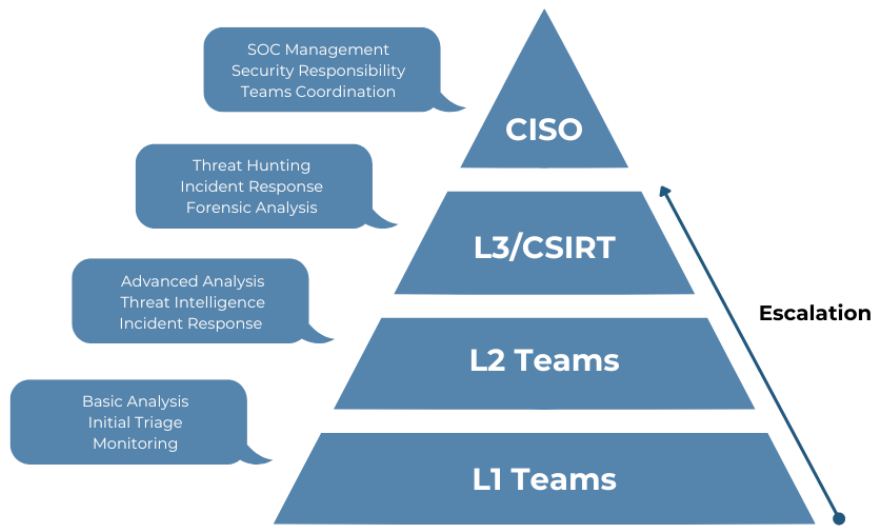 SOC Management
Security Responsibility
Teams Coordination
CISO
Threat Hunting
Incident Response
Forensic Analysis
L3/CSIRT
Advanced Analysis
Threat Intelligence
Incident Response
L2 Teams
Escalation
Basic Analysis
Initial Triage
Monitoring
L1 Teams